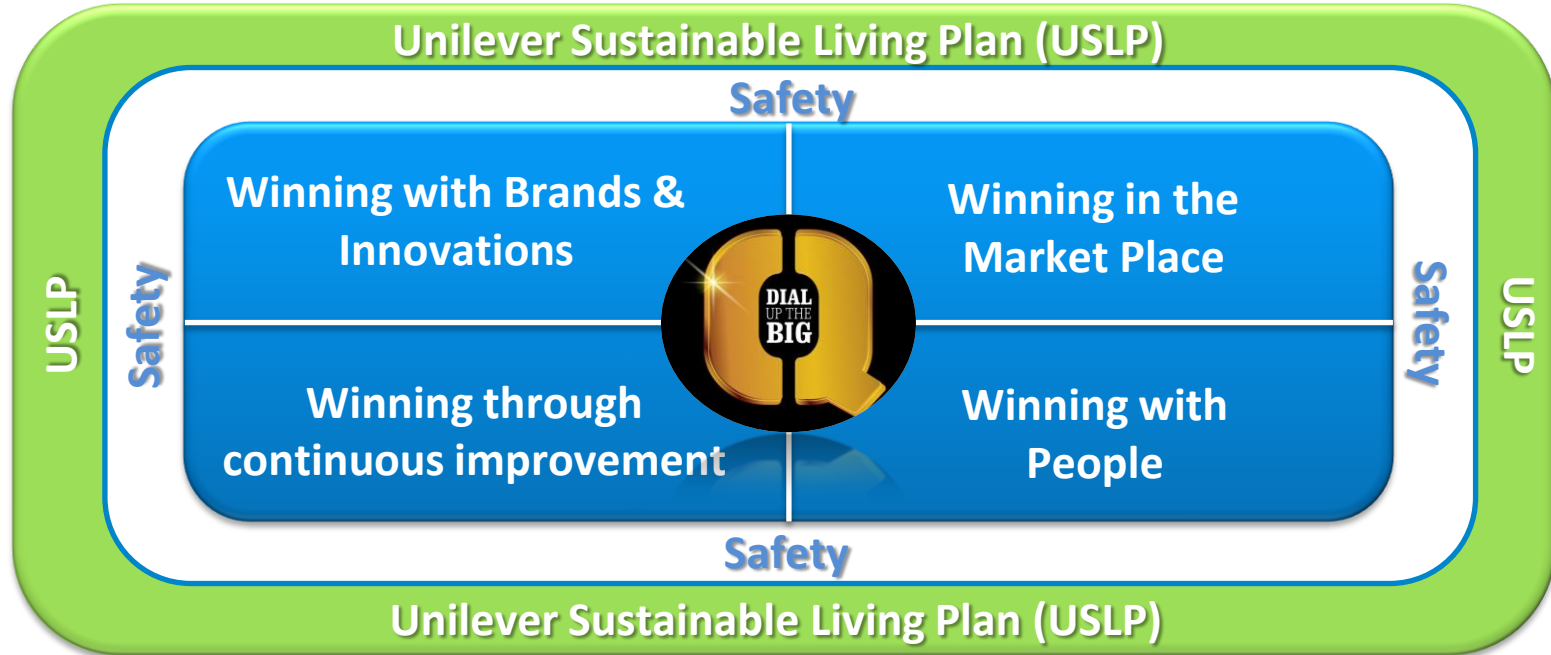 Unilever Sustainable Living Plan (USLP)
Safety
Winning with Brands &
Innovations
Winning in the
Market Place
USLP
Safety
DIAL
UP THE
BIG
Q
Safety
USLP
Winning through
continuous improvement
Winning with
People
Safety
Unilever Sustainable Living Plan (USLP)